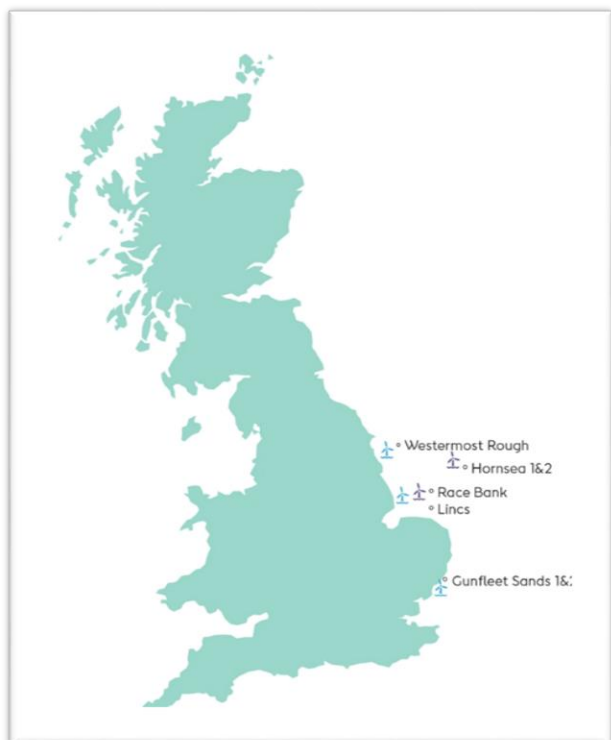 Westermost Rough
Hornsea 1&2
Race Bank
Lincs
Gunfleet Sands 1&